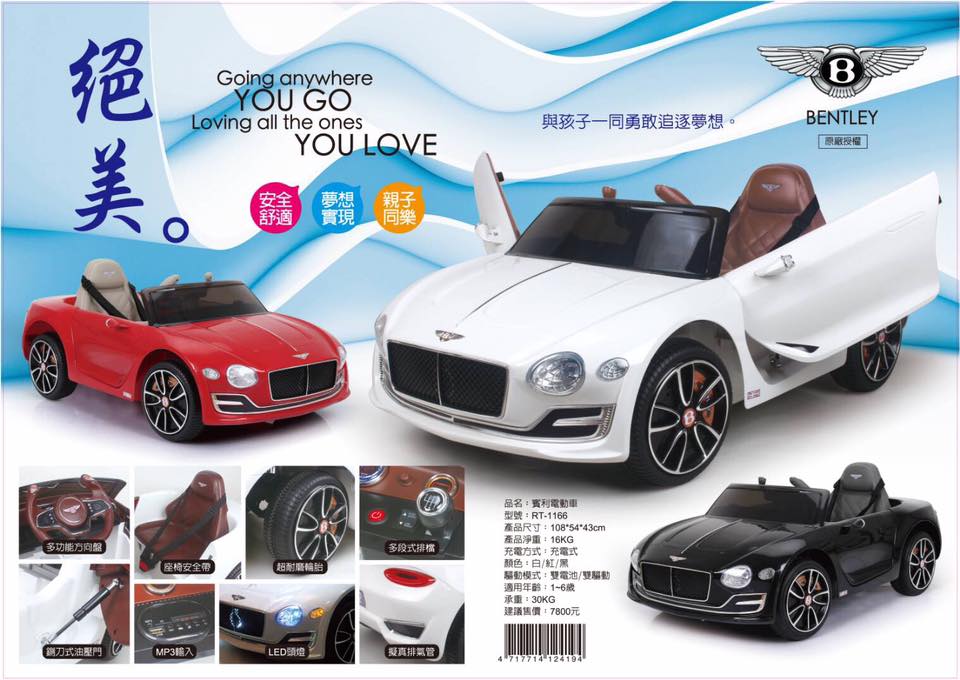 絕美。
Going anywhere
YOU GO
Loving all the ones
YOU LOVE
與孩子一同勇敢追逐夢想。
B
BENTLEY
原廠授權
安全
舒適
夢想
實現
親子
同樂
B
多功能方向盤
座椅安全帶
超耐磨輪胎
多段式排檔
鍘刀式油壓門
MP3輸入
LED頭燈
擬真排氣管
品名：賓利電動車
型號：RT-1166
產品尺寸：108*54*43cm
產品淨重：16KG
充電方式：充電式
顏色：白/紅/黑
驅動模式：雙電池/雙驅動
適用年齡：1~6歲
承重：30KG
建議售價：7800元
4 717714 124194